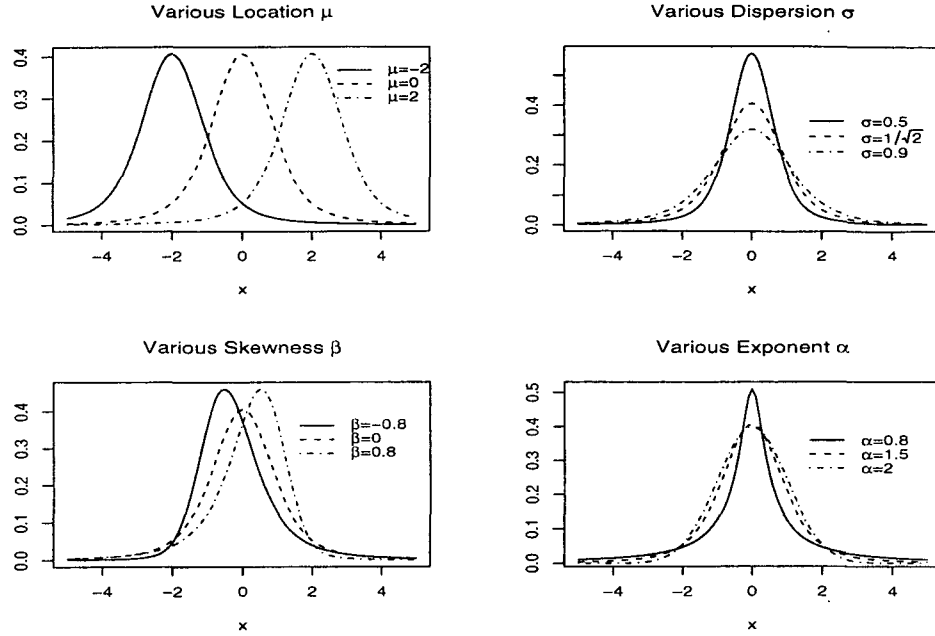 Various Location μ
0.4
0.3
0.2
0.1
0.0
μ=−2
μ=0
μ=2
−4 −2 0 2 4
x
Various Dispersion σ
0.4
0.2
0.0
σ=0.5
σ=1/√2
σ=0.9
−4 −2 0 2 4
x
Various Skewness β
0.4
0.3
0.2
0.1
0.0
β=−0.8
β=0
β=0.8
−4 −2 0 2 4
x
Various Exponent α
0.5
0.4
0.3
0.2
0.1
0.0
α=0.8
α=1.5
α=2
−4 −2 0 2 4
x